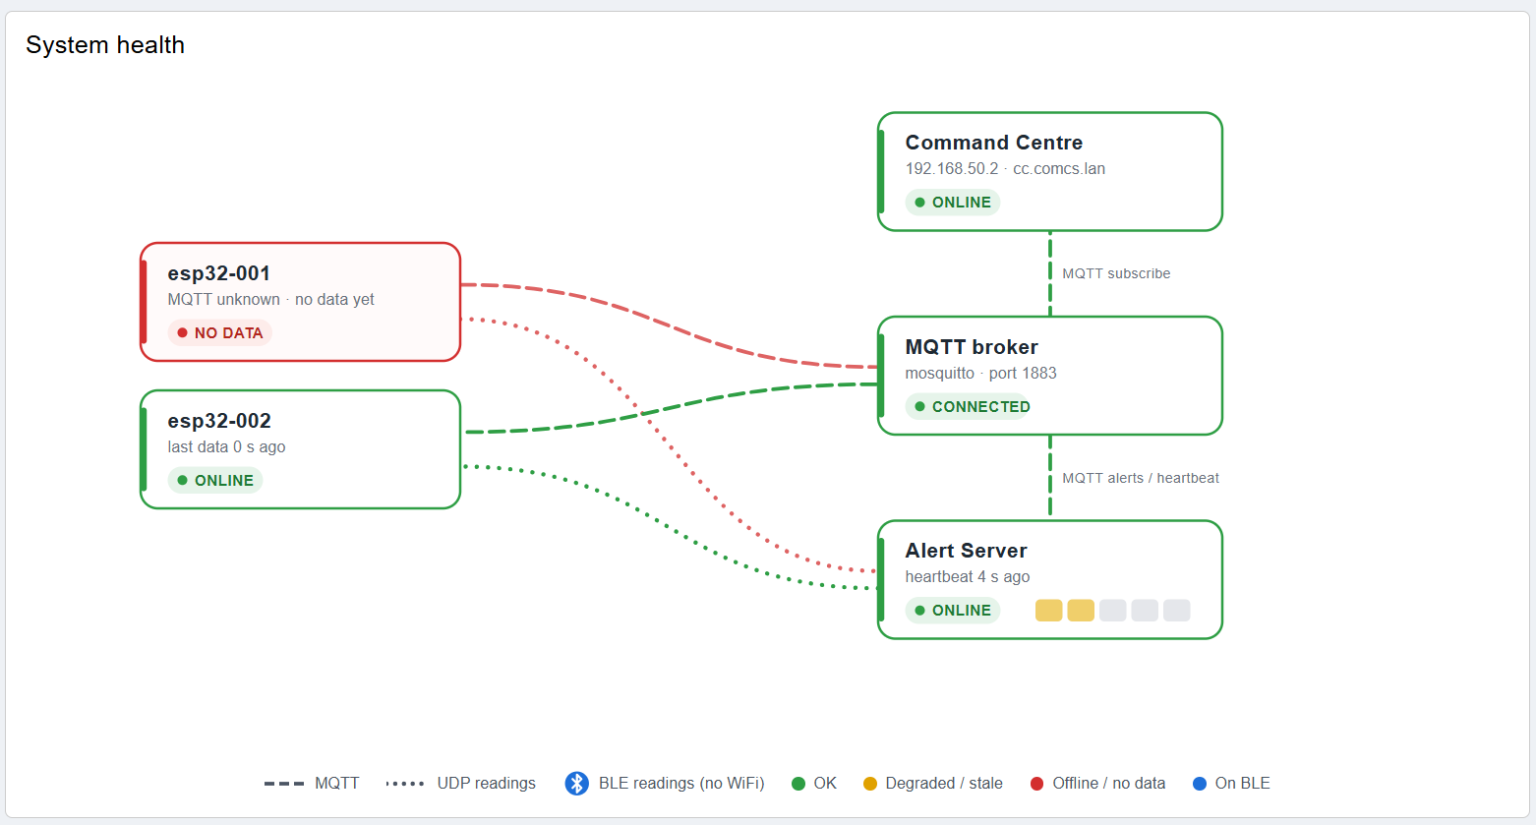 System health
Command Centre
192.168.50.2 · cc.comcs.lan
ONLINE
MQTT subscribe
esp32-001
MQTT unknown · no data yet
NO DATA
MQTT broker
mosquitto · port 1883
CONNECTED
esp32-002
last data 0 s ago
ONLINE
MQTT alerts / heartbeat
Alert Server
heartbeat 4 s ago
ONLINE
MQTT
UDP readings
BLE readings (no WiFi)
OK
Degraded / stale
Offline / no data
On BLE